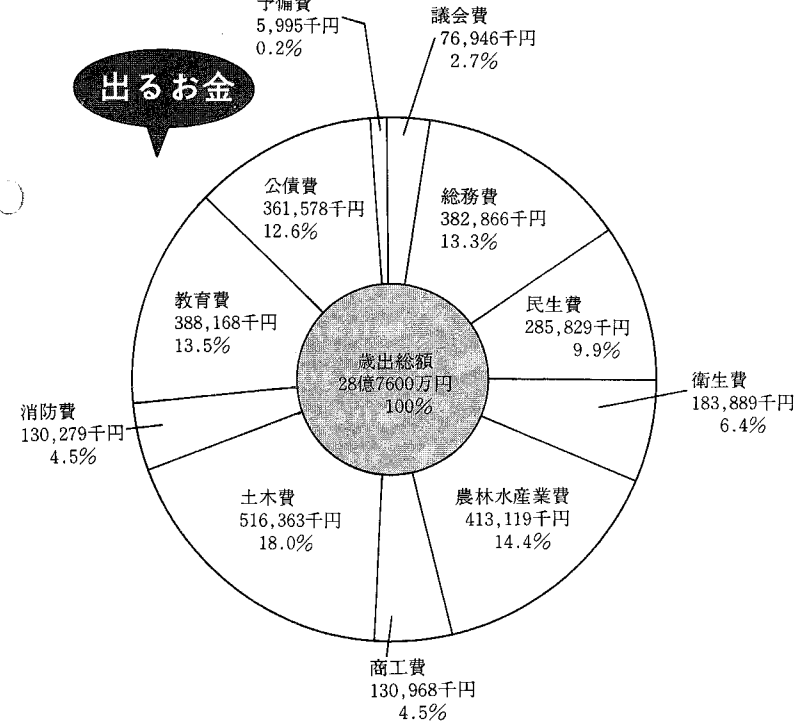 出るお金
予備費
5,995千円
0.2%
議会費
76,946千円
2.7%
総務費
382,866千円
13.3%
民生費
285,829千円
9.9%
衛生費
183,889千円
6.4%
農林水産業費
413,119千円
14.4%
商工費
130,968千円
4.5%
土木費
516,363千円
18.0%
消防費
130,279千円
4.5%
教育費
388,168千円
13.5%
公債費
361,578千円
12.6%
歳出総額
28億7600万円
100%